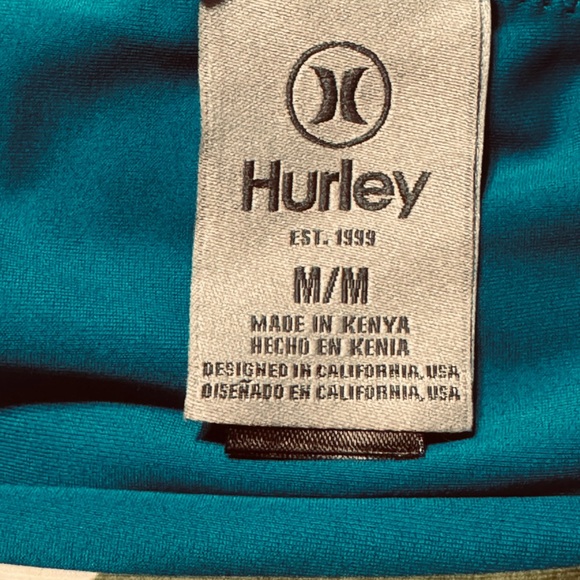 Hurley
EST. 1999
M/M
MADE IN KENYA
HECHO EN KENIA
DESIGNED IN CALIFORNIA, USA
DISEÑADO EN CALIFORNIA, USA